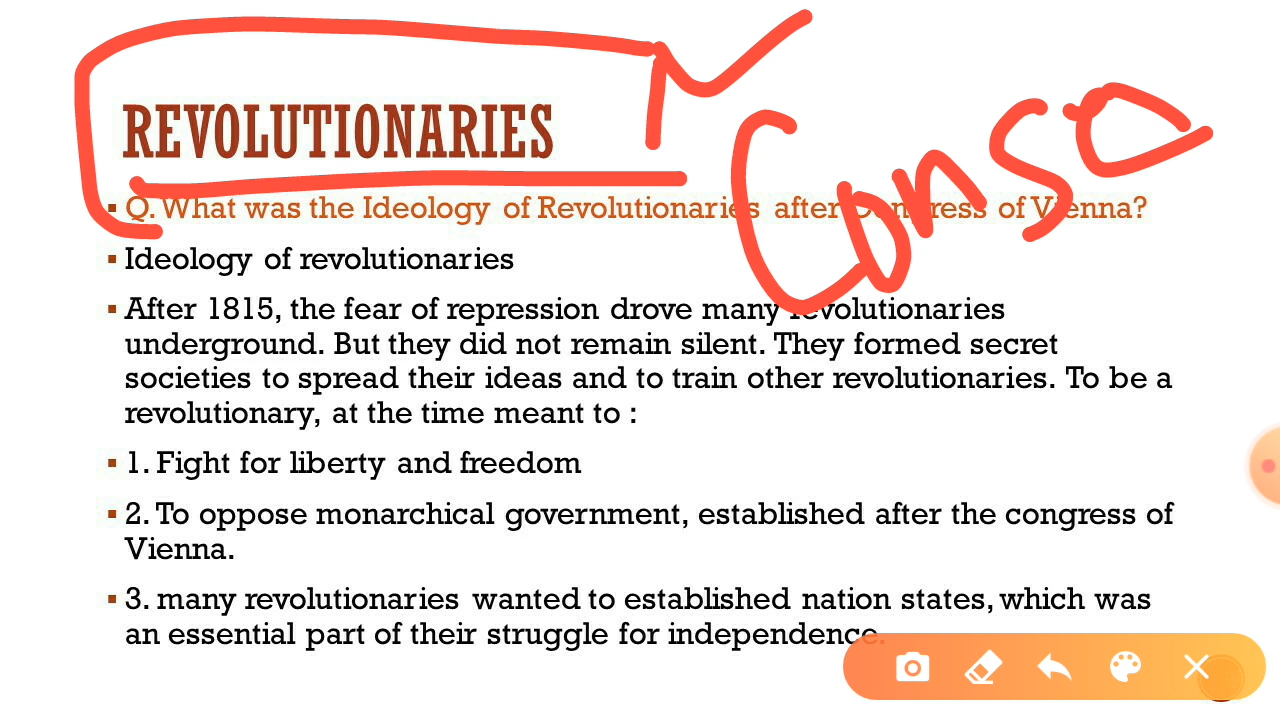 REVOLUTIONARIES
Q. What was the Ideology of Revolutionaries after Congress of Vienna?
Conse
Ideology of revolutionaries
After 1815, the fear of repression drove many revolutionaries
underground. But they did not remain silent. They formed secret
societies to spread their ideas and to train other revolutionaries. To be a
revolutionary, at the time meant to :
1. Fight for liberty and freedom
2. To oppose monarchical government, established after the congress of
Vienna.
3. many revolutionaries wanted to established nation states, which was
an essential part of their struggle for independence.